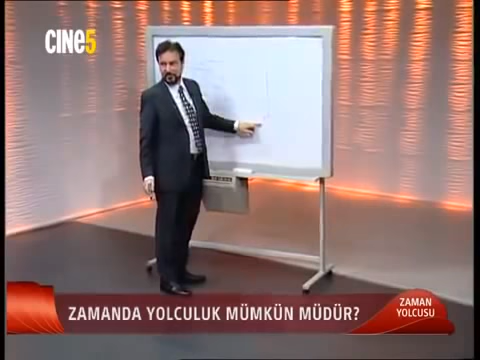 CINE5
ZAMANDA YOLCULUK MÜMKÜN MÜDÜR?
ZAMAN
YOLCUSU